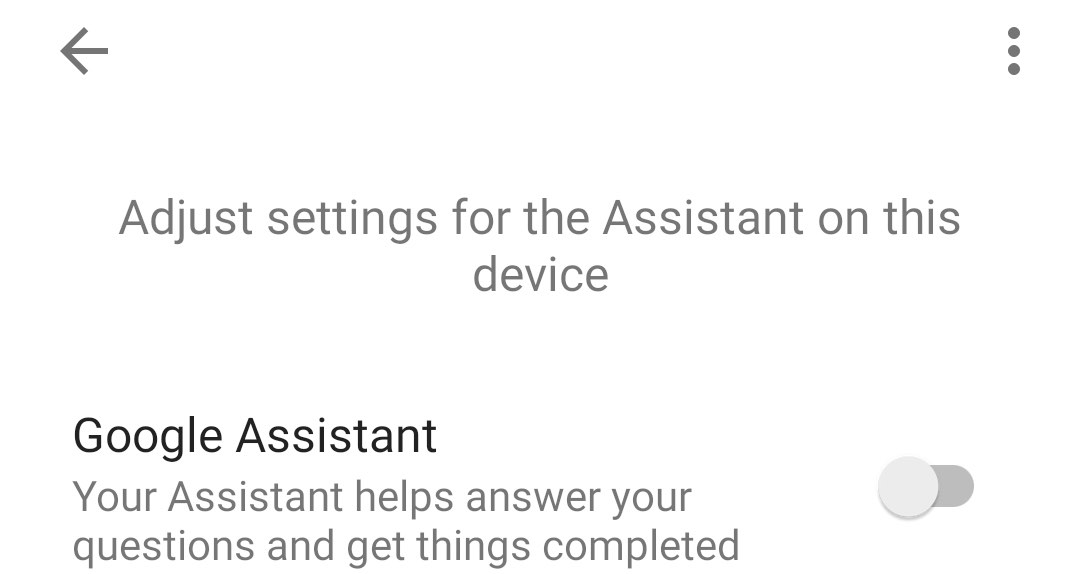 Adjust settings for the Assistant on this
device
Google Assistant
Your Assistant helps answer your
questions and get things completed